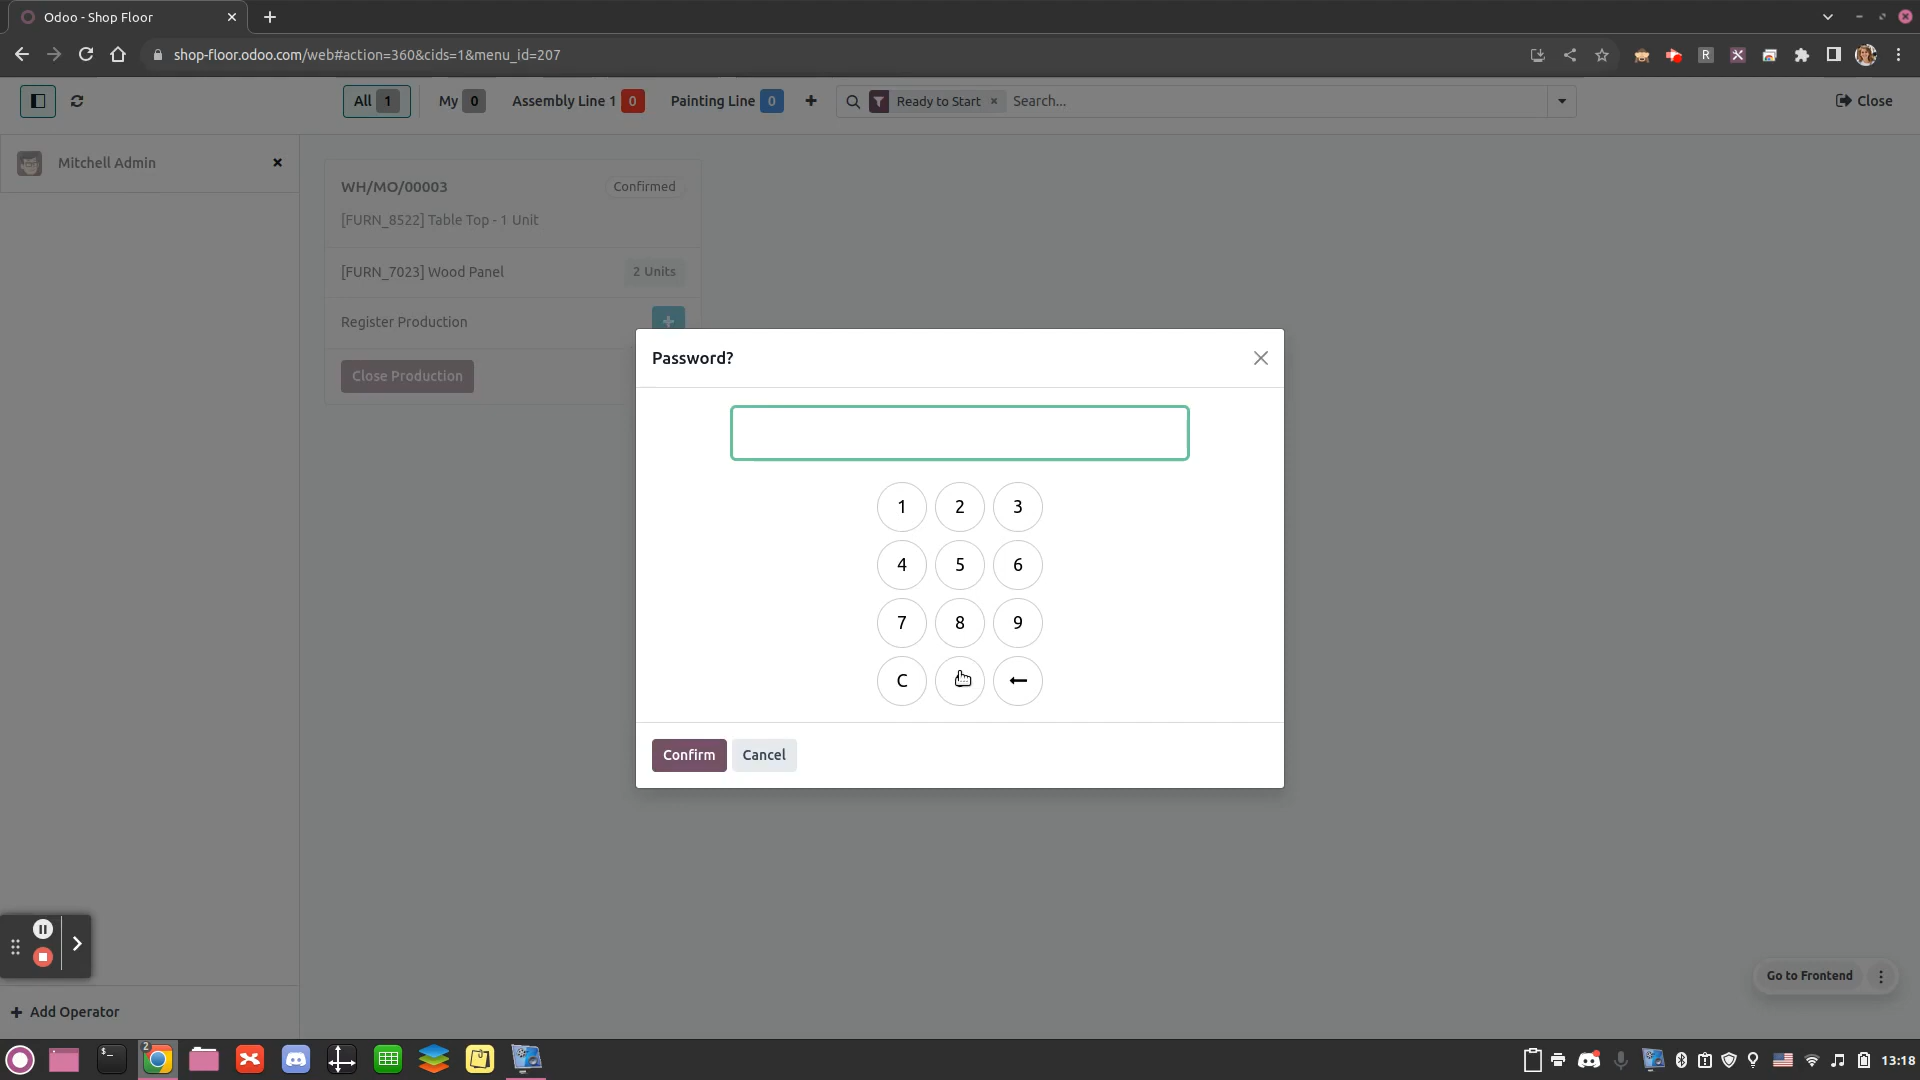 Odoo - Shop Floor
shop-floor.odoo.com/web#action=360&cids=1&menu_id=207
All 1
My 0
Assembly Line 1 0
Painting Line 0
Ready to Start ×
Search...
Close
Mitchell Admin
WH/MO/00003
Confirmed
[FURN_8522] Table Top - 1 Unit
[FURN_7023] Wood Panel
2 Units
Register Production
Close Production
Password?
1 2 3
4 5 6
7 8 9
C
Confirm
Cancel
Go to Frontend
Add Operator
2
13:18